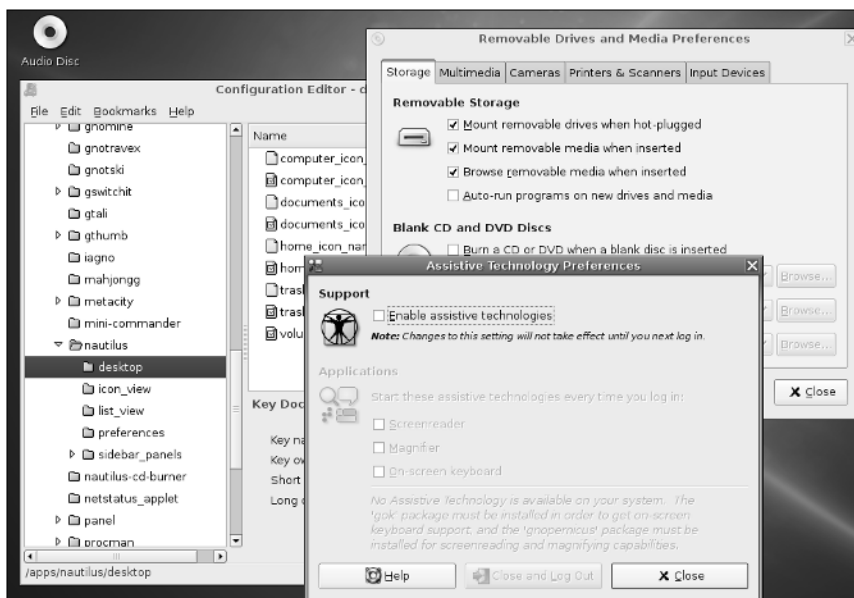 Audio Disc
Configuration Editor - d
File Edit Bookmarks Help
gnomine
gnotravex
gnotski
gswitchit
gtali
gthumb
iagno
mahjongg
metacity
mini-commander
nautilus
desktop
icon_view
list_view
preferences
sidebar_panels
nautilus-cd-burner
netstatus_applet
panel
procman
/apps/nautilus/desktop
Name
computer_icon_
computer_icon_
documents_ico
documents_ico
home_icon_nar
hom
tras
tras
volu
Key Doc
Key na
Key ow
Short
Long d
Removable Drives and Media Preferences
Storage Multimedia Cameras Printers & Scanners Input Devices
Removable Storage
Mount removable drives when hot-plugged
Mount removable media when inserted
Browse removable media when inserted
Auto-run programs on new drives and media
Blank CD and DVD Discs
Burn a CD or DVD when a blank disc is inserted
Browse...
Browse...
Browse...
Close
Assistive Technology Preferences
Support
Enable assistive technologies
Note: Changes to this setting will not take effect until you next log in.
Applications
Start these assistive technologies every time you log in:
Screenreader
Magnifier
On-screen keyboard
No Assistive Technology is available on your system. The
'gok' package must be installed in order to get on-screen
keyboard support, and the 'gnopernicus' package must be
installed for screenreading and magnifying capabilities.
Help Close and Log Out Close